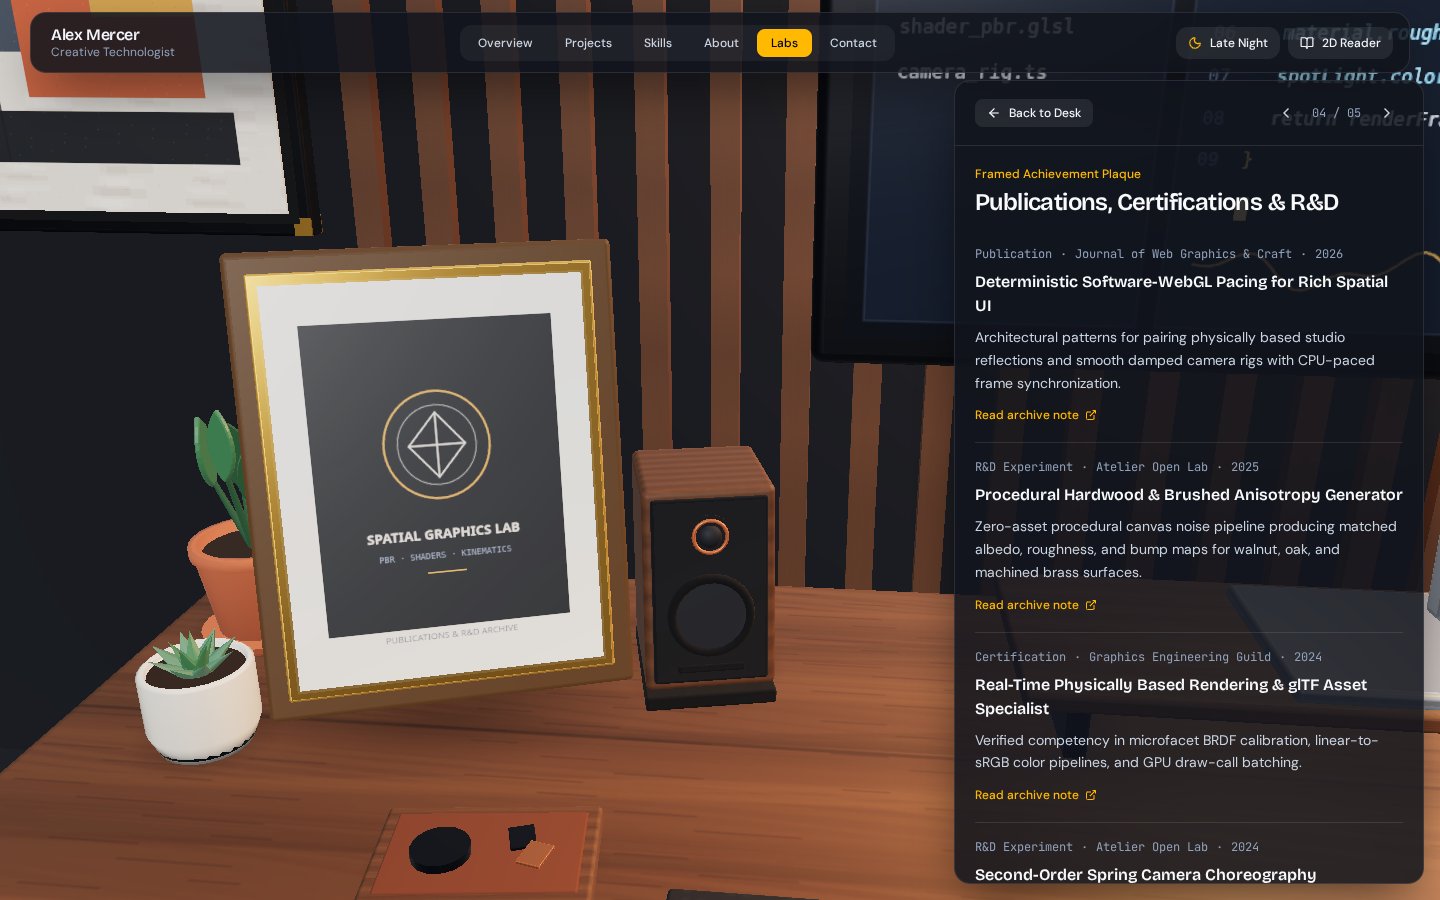 Alex Mercer
Creative Technologist
Overview
Projects
Skills
About
Labs
Contact
Late Night
2D Reader
shader_pbr.glsl
camera_rig.ts
07 spotLight.color
08 return renderFra
09 }
Back to Desk
04 / 05
Framed Achievement Plaque
Publications, Certifications & R&D
Publication · Journal of Web Graphics & Craft · 2026
Deterministic Software-WebGL Pacing for Rich Spatial
UI
Architectural patterns for pairing physically based studio
reflections and smooth damped camera rigs with CPU-paced
frame synchronization.
Read archive note
R&D Experiment · Atelier Open Lab · 2025
Procedural Hardwood & Brushed Anisotropy Generator
Zero-asset procedural canvas noise pipeline producing matched
albedo, roughness, and bump maps for walnut, oak, and
machined brass surfaces.
Read archive note
Certification · Graphics Engineering Guild · 2024
Real-Time Physically Based Rendering & glTF Asset
Specialist
Verified competency in microfacet BRDF calibration, linear-to-
sRGB color pipelines, and GPU draw-call batching.
Read archive note
R&D Experiment · Atelier Open Lab · 2024
Second-Order Spring Camera Choreography
SPATIAL GRAPHICS LAB
PBR · SHADERS · KINEMATICS
PUBLICATIONS & R&D ARCHIVE